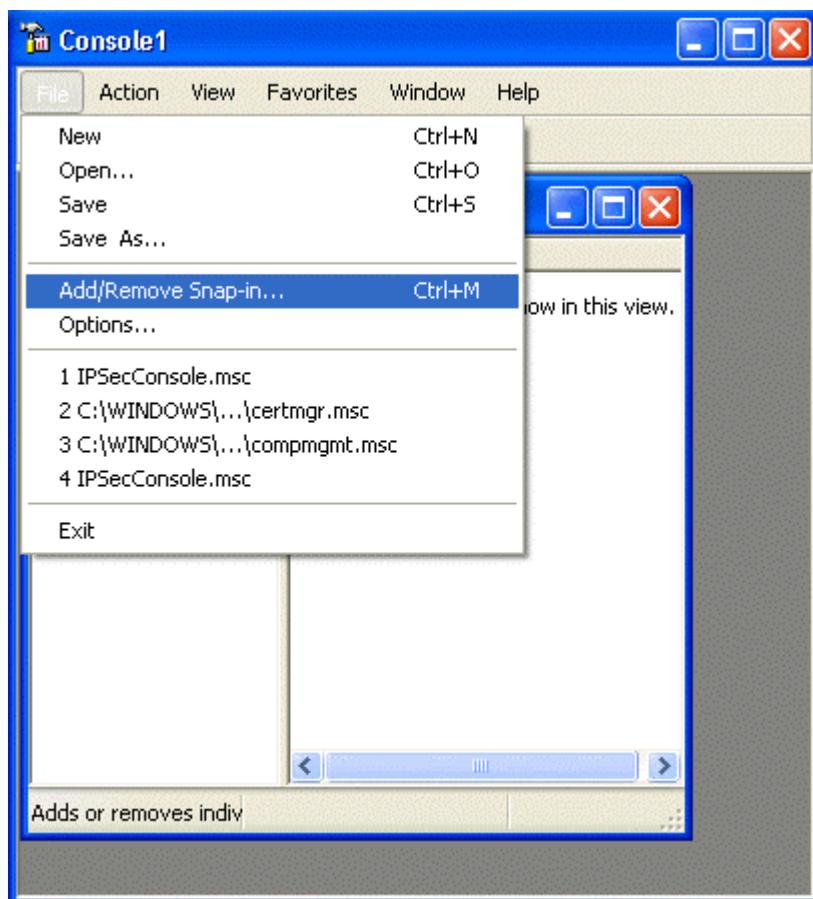 Console1
File Action View Favorites Window Help
New Ctrl+N
Open... Ctrl+O
Save Ctrl+S
Save As...
Add/Remove Snap-in... Ctrl+M
Options... in this view.
1 IPSecConsole.msc
2 C:\WINDOWS\...\certmgr.msc
3 C:\WINDOWS\...\compmgmt.msc
4 IPSecConsole.msc
Exit
Adds or removes indiv